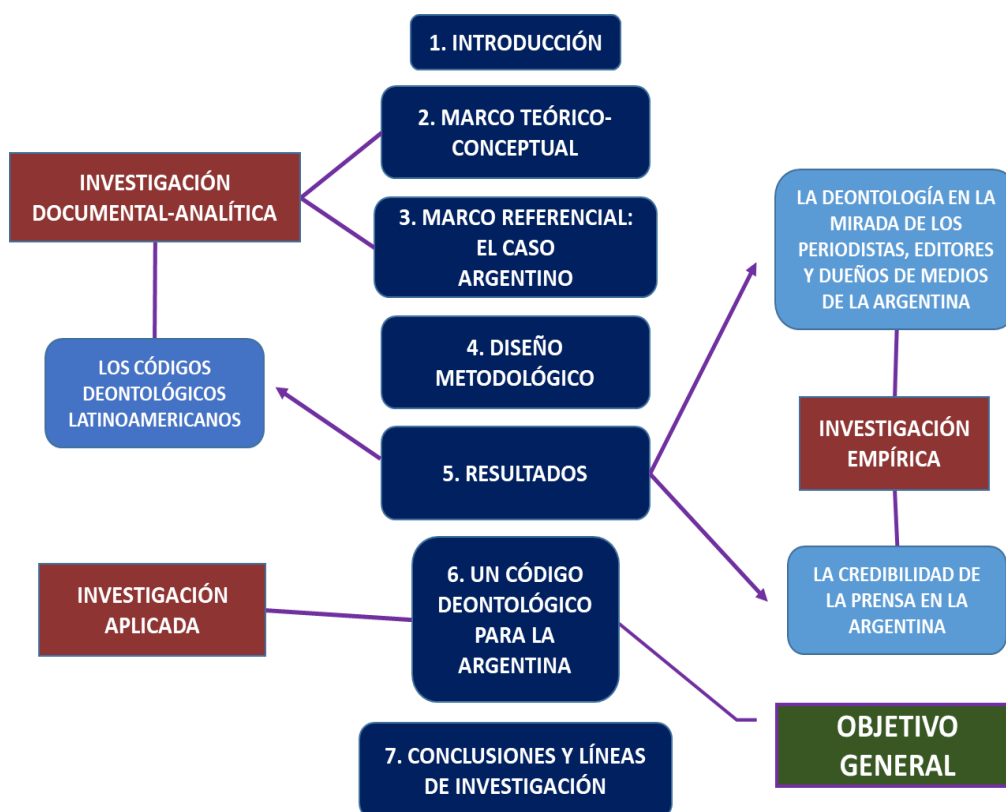 1. INTRODUCCIÓN
2. MARCO TEÓRICO-
CONCEPTUAL
INVESTIGACIÓN
DOCUMENTAL-ANALÍTICA
3. MARCO REFERENCIAL:
EL CASO
ARGENTINO
LA DEONTOLOGÍA EN LA
MIRADA DE LOS
PERIODISTAS, EDITORES
Y DUEÑOS DE MEDIOS
DE LA ARGENTINA
4. DISEÑO
METODOLÓGICO
LOS CÓDIGOS
DEONTOLÓGICOS
LATINOAMERICANOS
INVESTIGACIÓN
EMPÍRICA
5. RESULTADOS
6. UN CÓDIGO
DEONTOLÓGICO
PARA LA
ARGENTINA
INVESTIGACIÓN
APLICADA
LA CREDIBILIDAD DE
LA PRENSA EN LA
ARGENTINA
OBJETIVO
GENERAL
7. CONCLUSIONES Y LÍNEAS
DE INVESTIGACIÓN